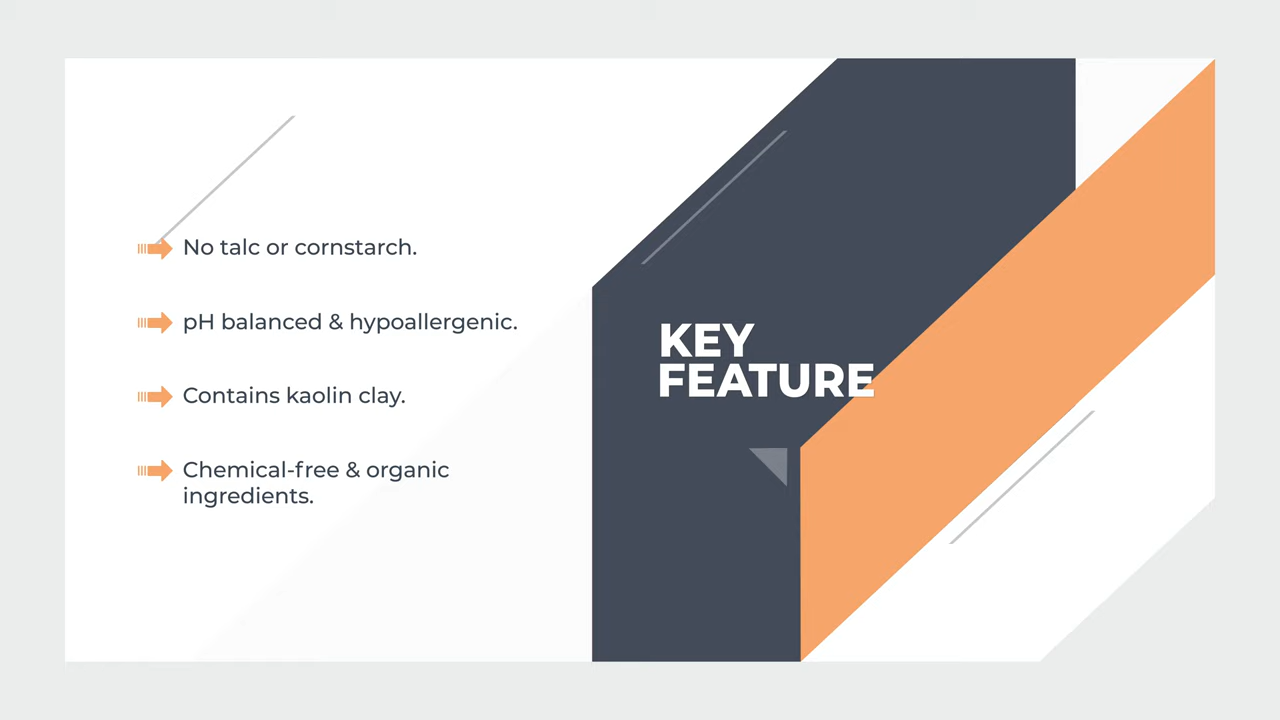 No talc or cornstarch.
pH balanced & hypoallergenic.
Contains kaolin clay.
Chemical-free & organic
ingredients.
KEY
FEATURE